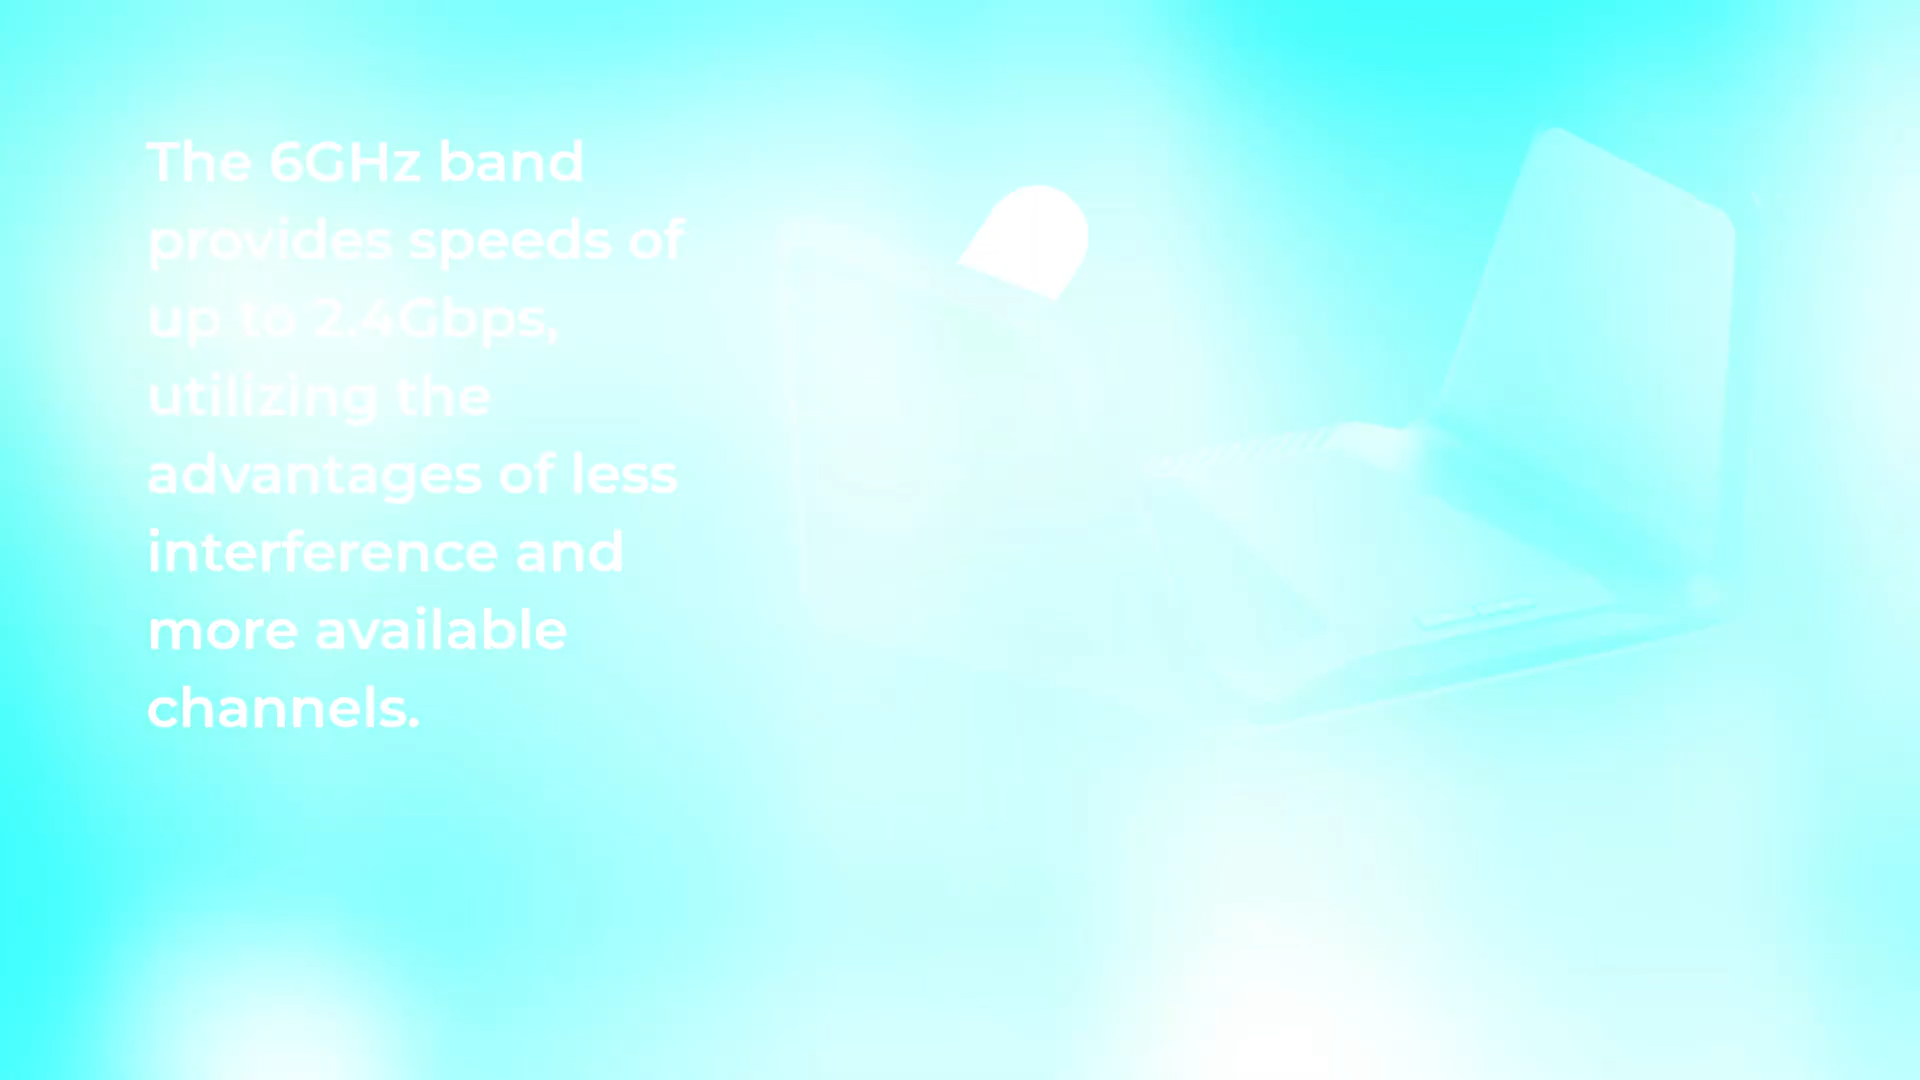 The 6GHz band
provides speeds of
up to 2.4Gbps,
utilizing the
advantages of less
interference and
more available
channels.